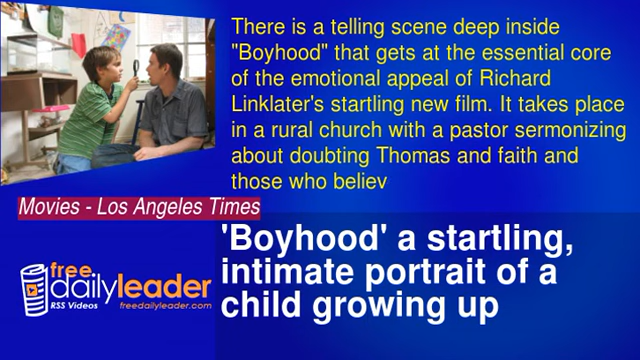 There is a telling scene deep inside
"Boyhood" that gets at the essential core
of the emotional appeal of Richard
Linklater's startling new film. It takes place
in a rural church with a pastor sermonizing
about doubting Thomas and faith and
those who believ
Movies - Los Angeles Times
'Boyhood' a startling,
intimate portrait of a
child growing up
free
dailyleader
RSS Videos freedailyleader.com